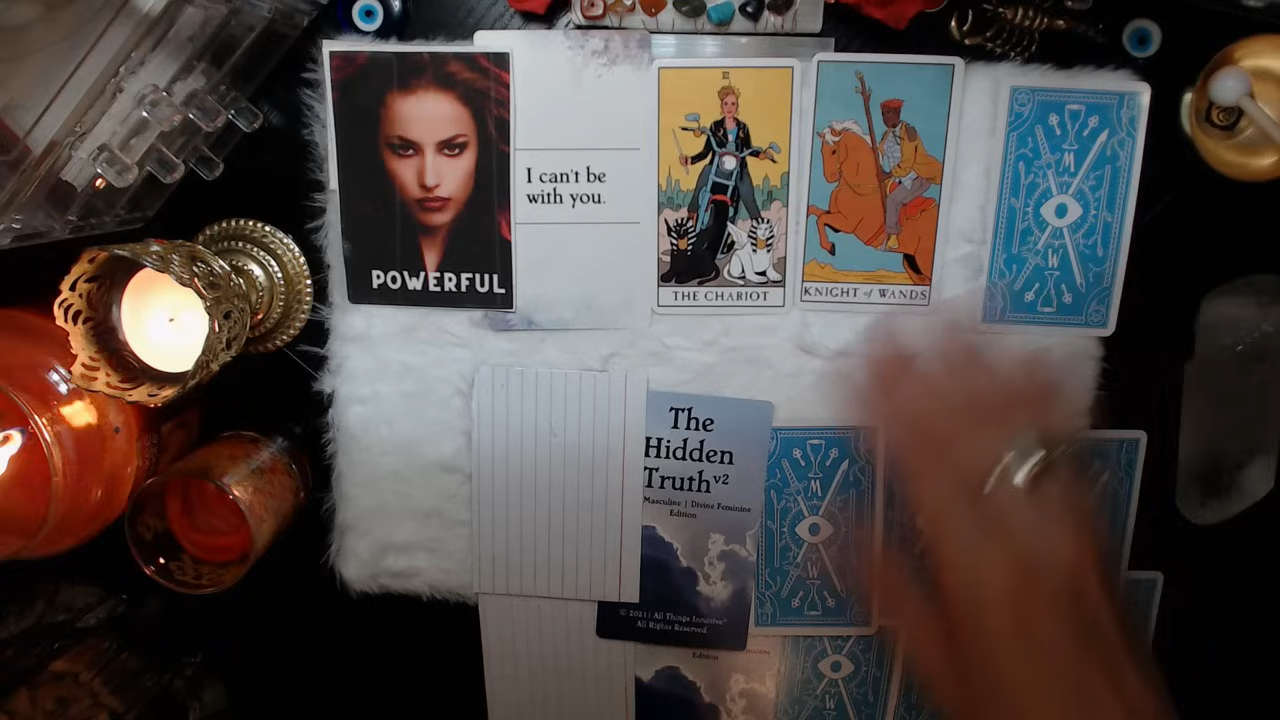 POWERFUL
I can't be
with you.
THE CHARIOT
KNIGHT of WANDS
M
W
The
Hidden
Truth v2
Masculine | Divine Feminine
Edition
© 2021 | All Things Intuitive
All Rights Reserved.
M
W
Edition
W